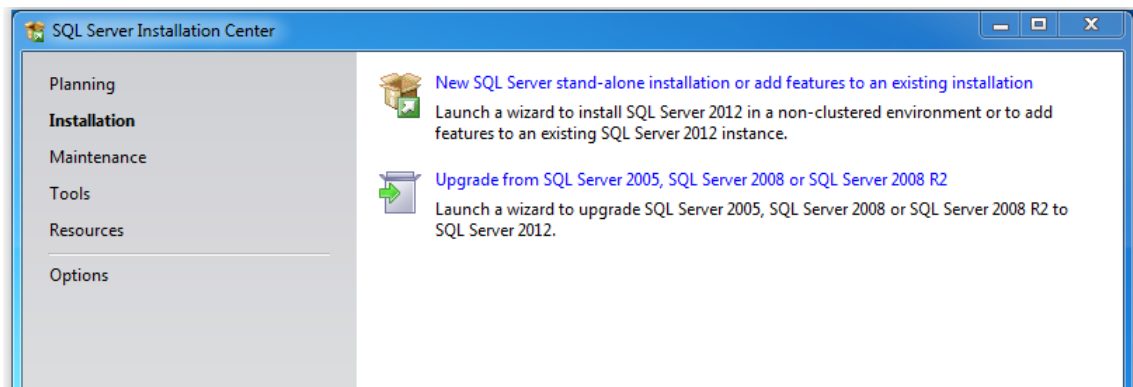 SQL Server Installation Center
Planning
Installation
Maintenance
Tools
Resources
Options
New SQL Server stand-alone installation or add features to an existing installation
Launch a wizard to install SQL Server 2012 in a non-clustered environment or to add
features to an existing SQL Server 2012 instance.
Upgrade from SQL Server 2005, SQL Server 2008 or SQL Server 2008 R2
Launch a wizard to upgrade SQL Server 2005, SQL Server 2008 or SQL Server 2008 R2 to
SQL Server 2012.